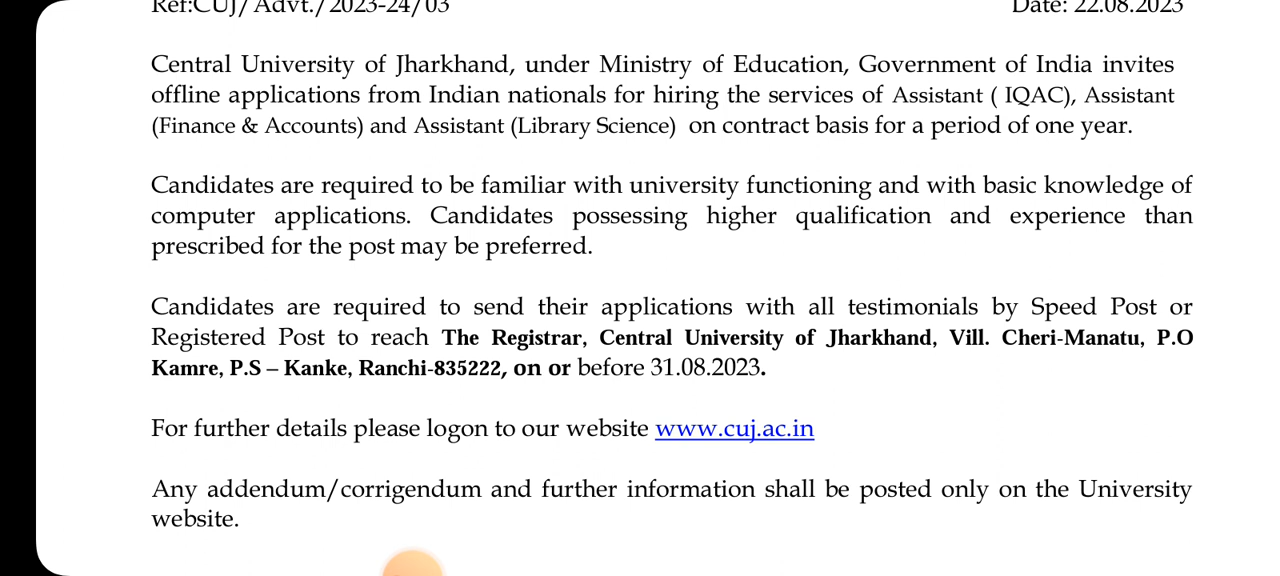 Ref:CUJ/Advt./2023-24/03 Date: 22.08.2023
Central University of Jharkhand, under Ministry of Education, Government of India invites
offline applications from Indian nationals for hiring the services of Assistant ( IQAC), Assistant
(Finance & Accounts) and Assistant (Library Science) on contract basis for a period of one year.
Candidates are required to be familiar with university functioning and with basic knowledge of
computer applications. Candidates possessing higher qualification and experience than
prescribed for the post may be preferred.
Candidates are required to send their applications with all testimonials by Speed Post or
Registered Post to reach The Registrar, Central University of Jharkhand, Vill. Cheri-Manatu, P.O
Kamre, P.S – Kanke, Ranchi-835222, on or before 31.08.2023.
For further details please logon to our website www.cuj.ac.in
Any addendum/corrigendum and further information shall be posted only on the University
website.